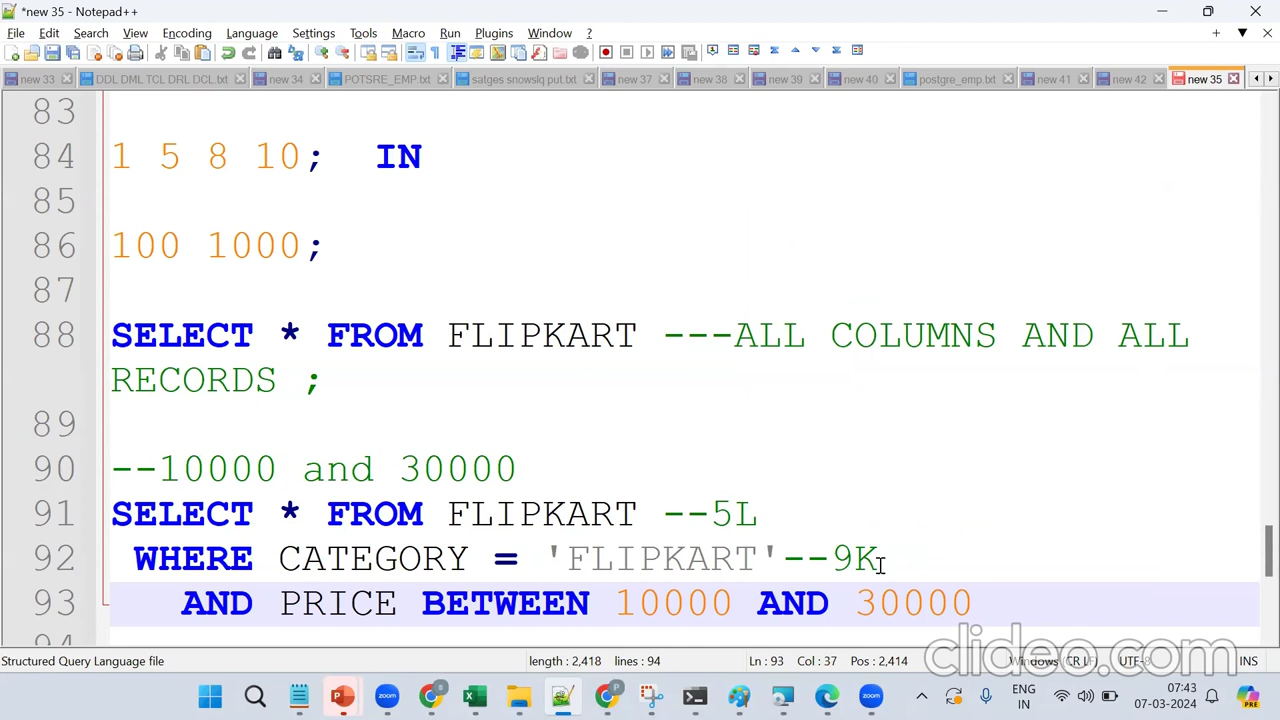 *new 35 - Notepad++
File Edit Search View Encoding Language Settings Tools Macro Run Plugins Window ?
new 33 DDL DML TCL DRL DCL.txt new 34 POTSRE_EMP.txt satges snowslq put.txt new 37 new 38 new 39 new 40 postgre_emp.txt new 41 new 42 new 35
83
84 1 5 8 10; IN
85
86 100 1000;
87
88 SELECT * FROM FLIPKART ---ALL COLUMNS AND ALL
RECORDS ;
89
90 --10000 and 30000
91 SELECT * FROM FLIPKART --5L
92 WHERE CATEGORY = 'FLIPKART'--9K
93 AND PRICE BETWEEN 10000 AND 30000
clideo.com
Structured Query Language file length : 2,418 lines : 94 Ln : 93 Col : 37 Pos : 2,414 Windows (CR LF) UTF-8 INS
ENG
IN
07:43
07-03-2024
PRE